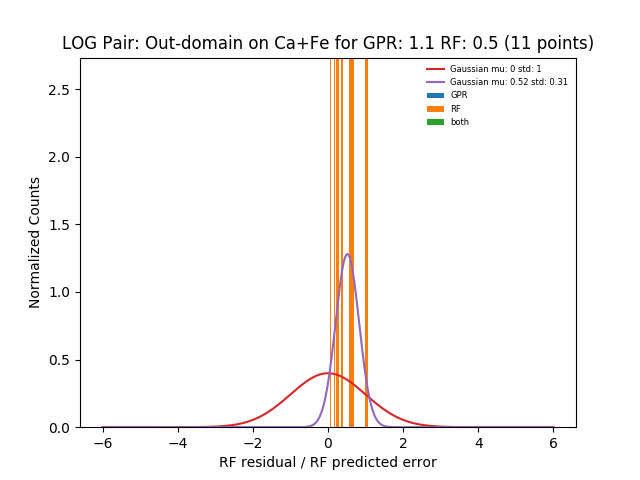 LOG Pair: Out-domain on Ca+Fe for GPR: 1.1 RF: 0.5 (11 points)
Gaussian mu: 0 std: 1
Gaussian mu: 0.52 std: 0.31
GPR
RF
both
Normalized Counts
2.5
2.0
1.5
1.0
0.5
0.0
−6 −4 −2 0 2 4 6
RF residual / RF predicted error